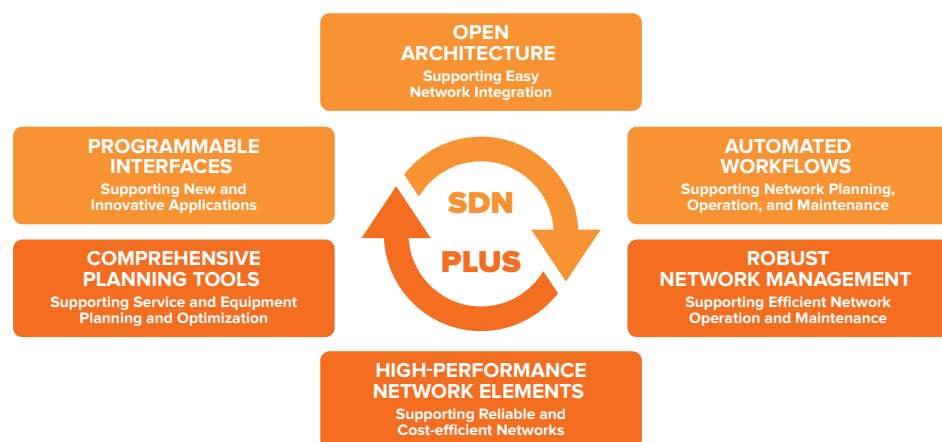 OPEN
ARCHITECTURE
Supporting Easy
Network Integration
PROGRAMMABLE
INTERFACES
Supporting New and
Innovative Applications
AUTOMATED
WORKFLOWS
Supporting Network Planning,
Operation, and Maintenance
SDN
PLUS
COMPREHENSIVE
PLANNING TOOLS
Supporting Service and Equipment
Planning and Optimization
ROBUST
NETWORK MANAGEMENT
Supporting Efficient Network
Operation and Maintenance
HIGH-PERFORMANCE
NETWORK ELEMENTS
Supporting Reliable and
Cost-efficient Networks